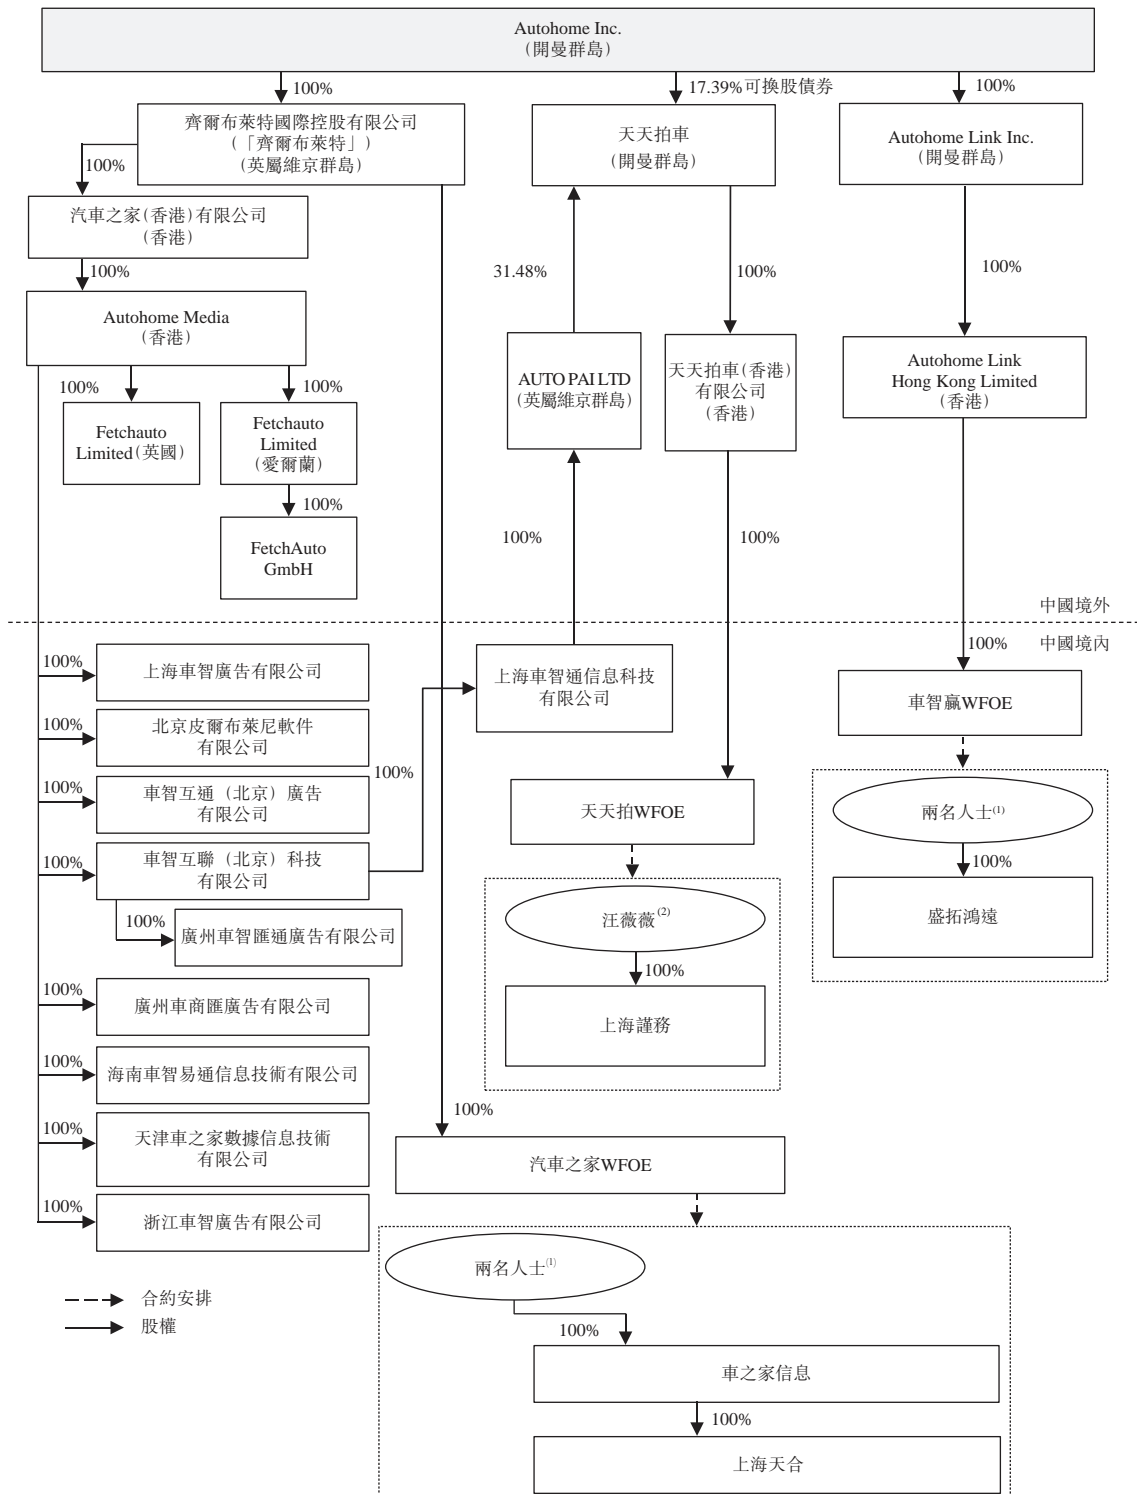 Autohome Inc.
(開曼群島)
100%
17.39%可換股債券
100%
齊爾布萊特國際控股有限公司
(「齊爾布萊特」)
(英屬維京群島)
天天拍車
(開曼群島)
Autohome Link Inc.
(開曼群島)
100%
汽車之家(香港)有限公司
(香港)
100%
31.48%
100%
100%
Autohome Media
(香港)
AUTO PAI LTD
(英屬維京群島)
天天拍車(香港)
有限公司
(香港)
Autohome Link
Hong Kong Limited
(香港)
100%
100%
Fetchauto
Limited(英國)
Fetchauto
Limited
(愛爾蘭)
100%
FetchAuto
GmbH
100%
100%
中國境外
100%
中國境內
100%
上海車智廣告有限公司
上海車智通信息科技
有限公司
車智贏WFOE
100%
北京皮爾布萊尼軟件
有限公司
100%
100%
車智互通（北京）廣告
有限公司
天天拍WFOE
兩名人士(1)
100%
盛拓鴻遠
100%
車智互聯（北京）科技
有限公司
100%
廣州車智匯通廣告有限公司
汪薇薇(2)
100%
上海謹務
100%
廣州車商匯廣告有限公司
100%
海南車智易通信息技術有限公司
100%
天津車之家數據信息技術
有限公司
100%
汽車之家WFOE
100%
浙江車智廣告有限公司
兩名人士(1)
100%
車之家信息
100%
上海天合
合約安排
股權